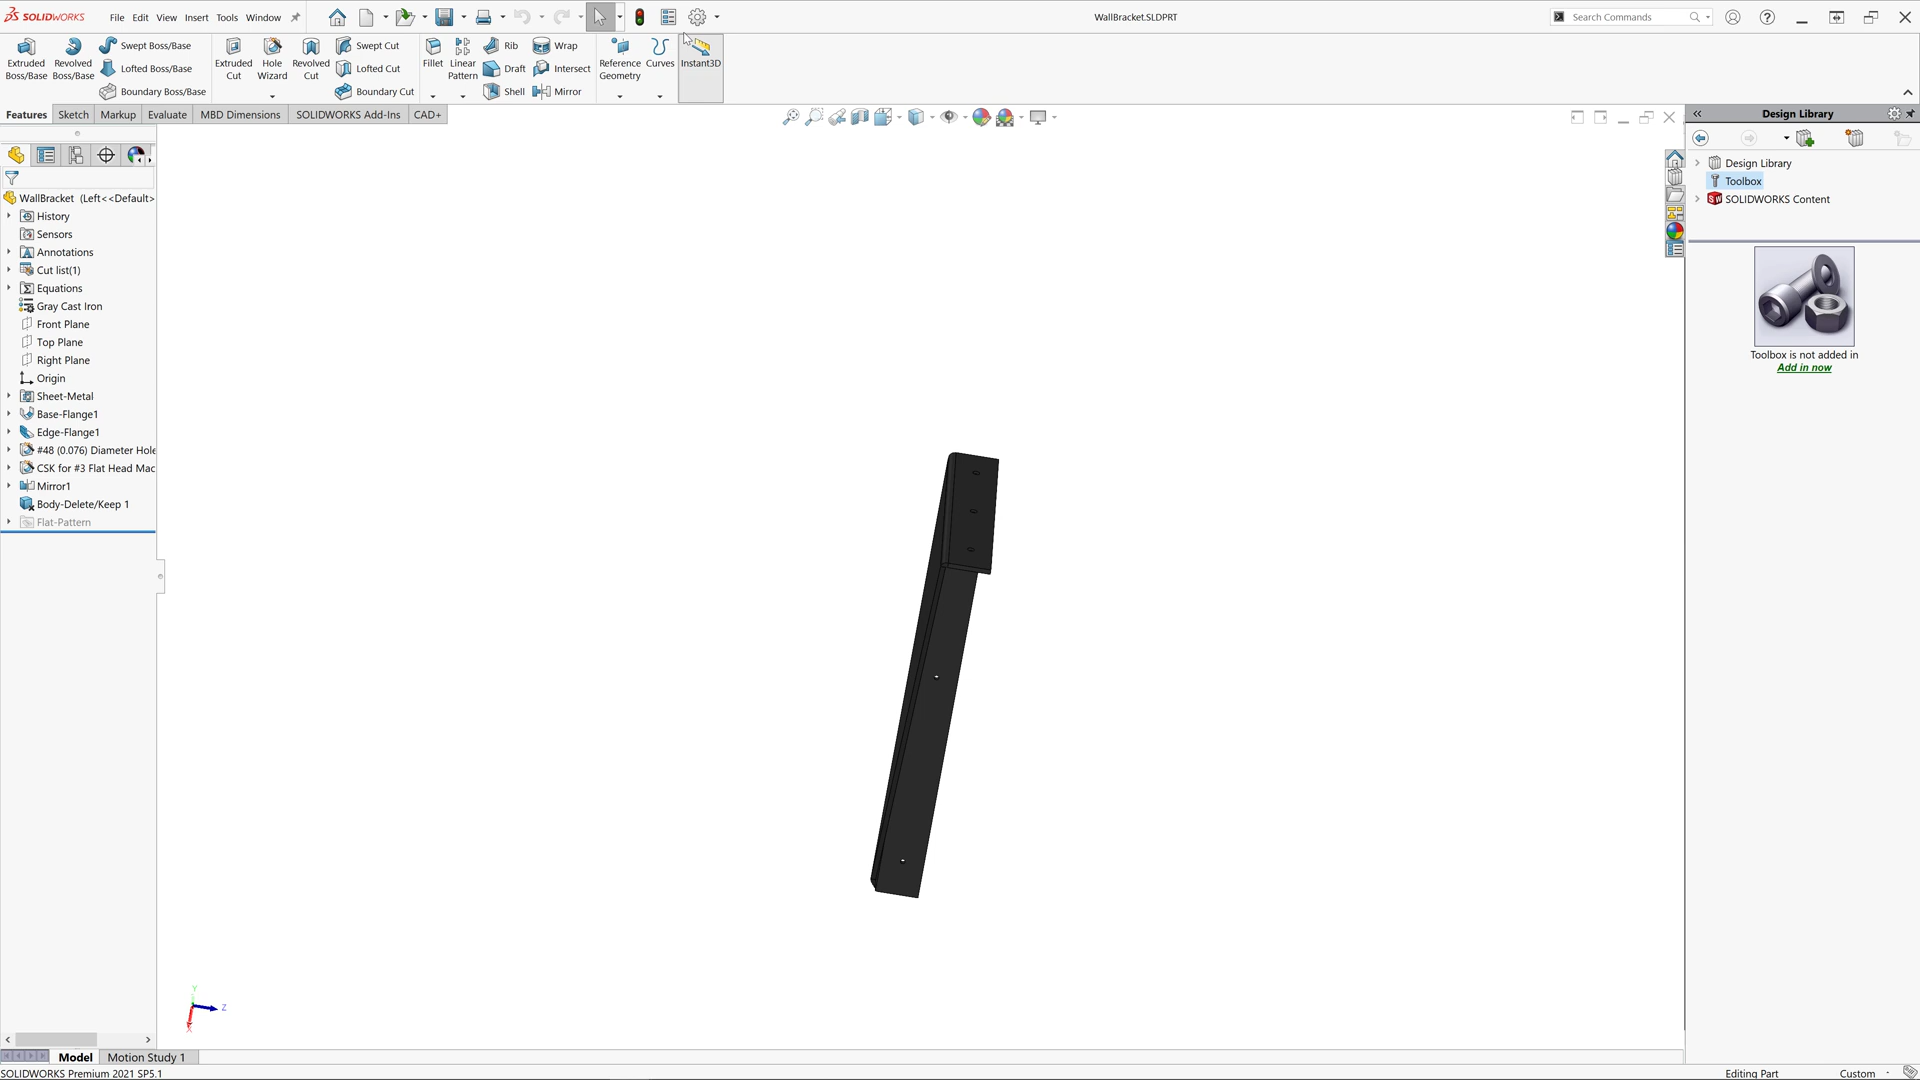 SOLIDWORKS File Edit View Insert Tools Window
WallBracket.SLDPRT
Search Commands
Extruded Boss/Base
Revolved Boss/Base
Swept Boss/Base
Lofted Boss/Base
Boundary Boss/Base
Extruded Cut
Hole Wizard
Revolved Cut
Swept Cut
Lofted Cut
Boundary Cut
Fillet
Linear Pattern
Rib
Draft
Shell
Wrap
Intersect
Mirror
Reference Geometry
Curves
Instant3D
Features Sketch Markup Evaluate MBD Dimensions SOLIDWORKS Add-Ins CAD+
WallBracket (Left<<Default>
History
Sensors
Annotations
Cut list(1)
Equations
Gray Cast Iron
Front Plane
Top Plane
Right Plane
Origin
Sheet-Metal
Base-Flange1
Edge-Flange1
#48 (0.076) Diameter Hole
CSK for #3 Flat Head Mac
Mirror1
Body-Delete/Keep 1
Flat-Pattern
Y
Z
X
Design Library
Design Library
Toolbox
SOLIDWORKS Content
Toolbox is not added in
Add in now
Model Motion Study 1
SOLIDWORKS Premium 2021 SP5.1
Editing Part
Custom